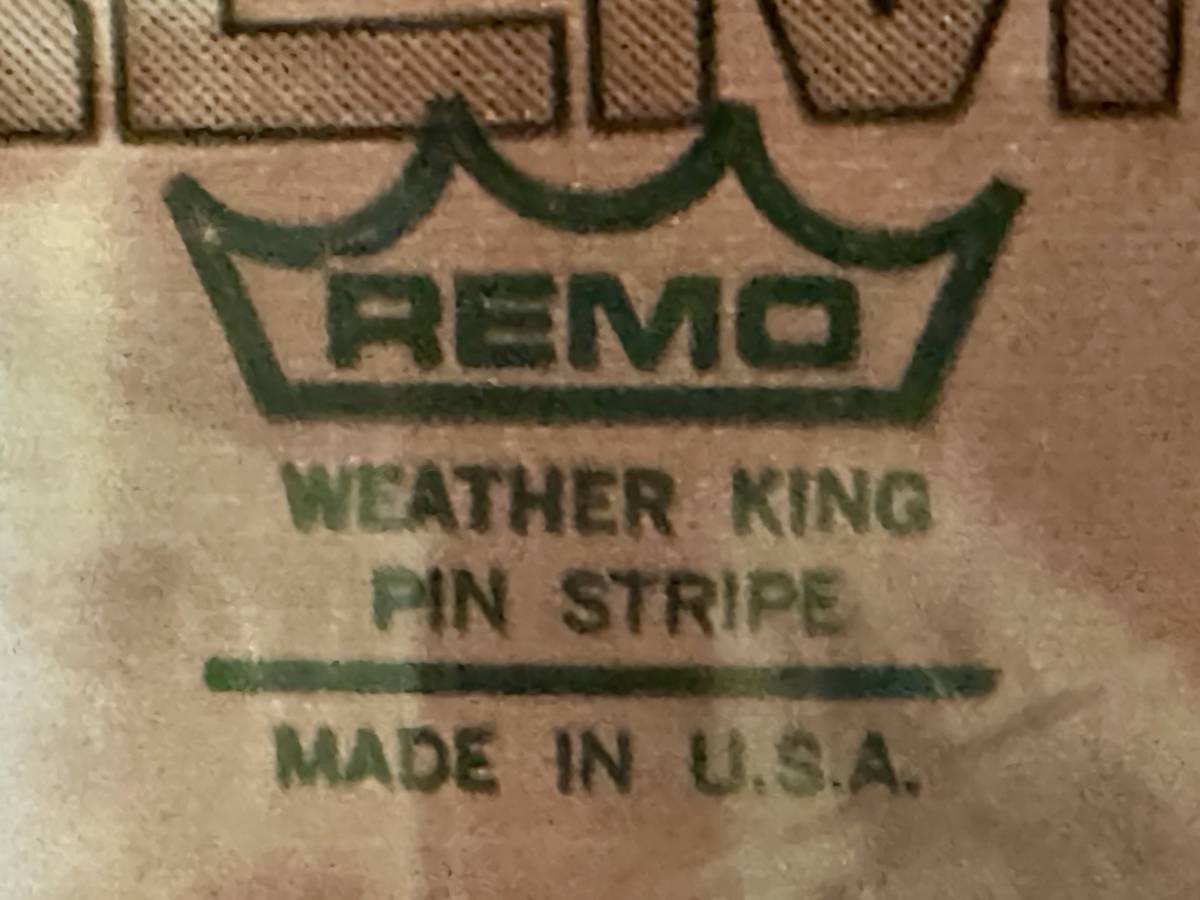 REMO
WEATHER KING
PIN STRIPE
MADE IN U.S.A.